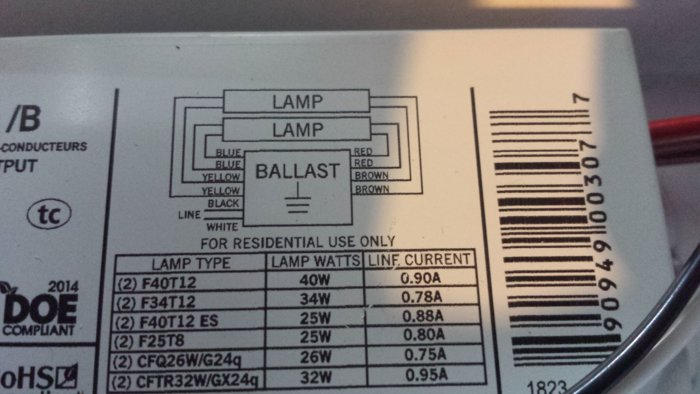 /B
-CONDUCTEURS
TPUT
tc
2014
DOE
COMPLIANT
oHS
LAMP
LAMP
BLUE
BLUE
YELLOW
YELLOW
BLACK
LINE
WHITE
BALLAST
RED
RED
BROWN
BROWN
FOR RESIDENTIAL USE ONLY
LAMP TYPE LAMP WATTS LINE CURRENT
(2) F40T12 40W 0.90A
(2) F34T12 34W 0.78A
(2) F40T12 ES 25W 0.88A
(2) F25T8 25W 0.80A
(2) CFQ26W/G24q 26W 0.75A
(2) CFTR32W/GX24q 32W 0.95A
90949 00307 7
1823